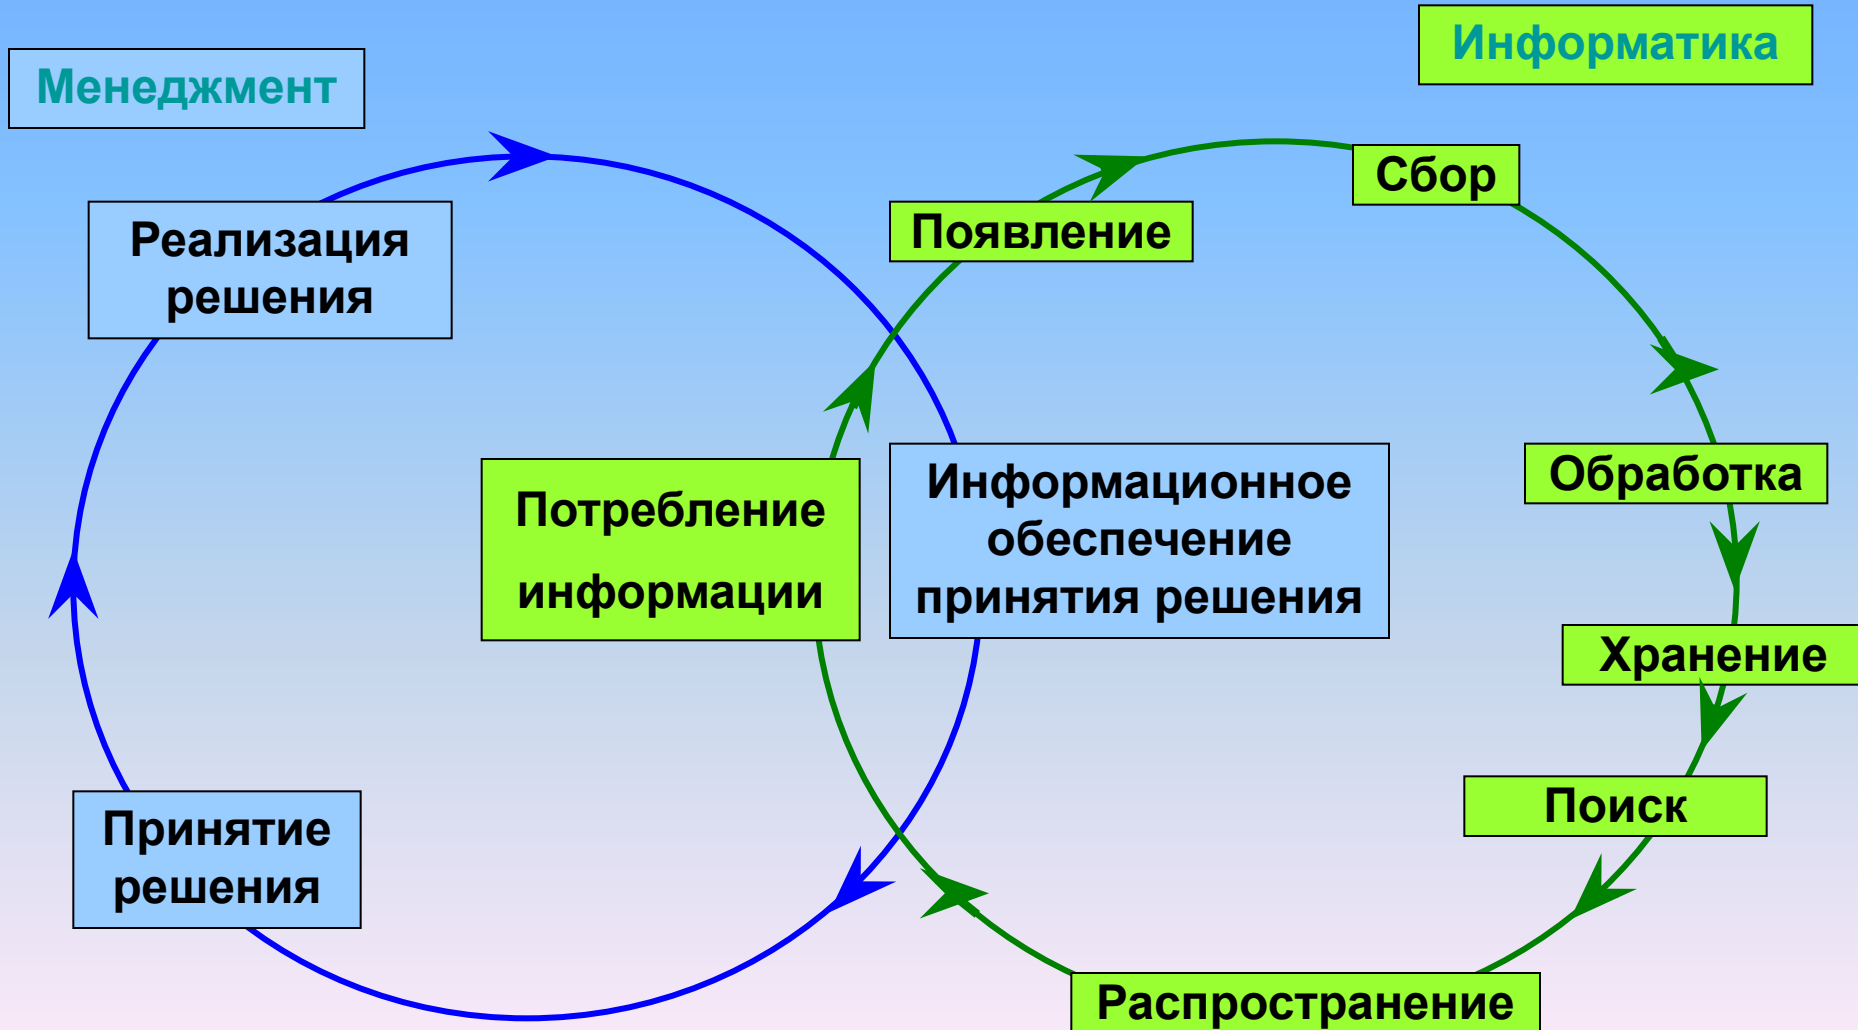 Информатика
Менеджмент
Сбор
Появление
Реализация
решения
Обработка
Информационное
обеспечение
принятия решения
Потребление
информации
Хранение
Поиск
Принятие
решения
Распространение